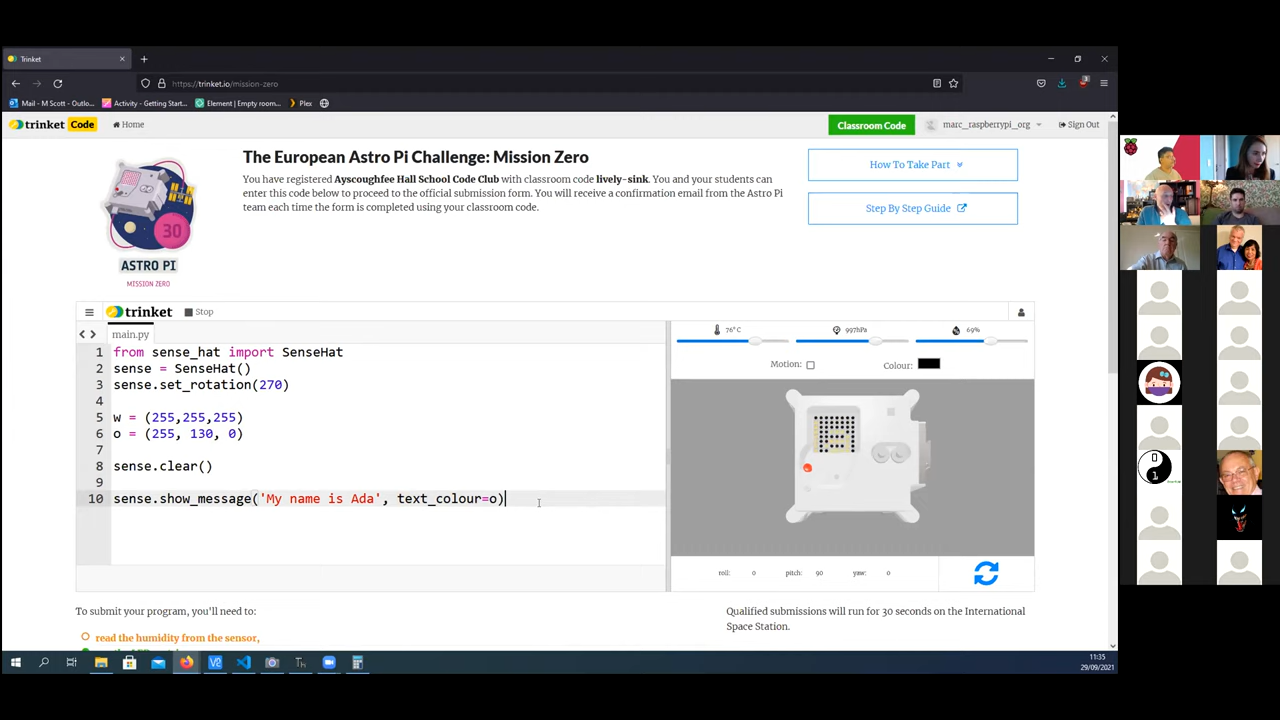 Trinket
https://trinket.io/mission-zero
Mail - M Scott - Outlo...
Activity - Getting Start...
Element | Empty room...
Plex
trinket Code
Home
Classroom Code
marc_raspberrypi_org
Sign Out
The European Astro Pi Challenge: Mission Zero
You have registered Ayscoughfee Hall School Code Club with classroom code lively-sink. You and your students can
enter this code below to proceed to the official submission form. You will receive a confirmation email from the Astro Pi
team each time the form is completed using your classroom code.
How To Take Part
Step By Step Guide
30
ASTRO PI
MISSION ZERO
trinket
Stop
main.py
76°C
997hPa
69%
Motion:
Colour:
1 from sense_hat import SenseHat
2 sense = SenseHat()
3 sense.set_rotation(270)
4
5 w = (255,255,255)
6 o = (255, 130, 0)
7
8 sense.clear()
9
10 sense.show_message('My name is Ada', text_colour=o)
roll: 0 pitch: 90 yaw: 0
To submit your program, you'll need to:
read the humidity from the sensor,
Qualified submissions will run for 30 seconds on the International
Space Station.
11:35
29/09/2021